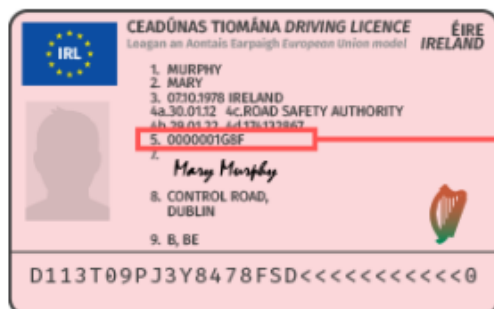 CEADÚNAS TIOMÁNA DRIVING LICENCE
ÉIRE
Leagan an Aontais Eorpaigh European Union model
IRELAND
IRL
1. MURPHY
2. MARY
3. 07.10.1978 IRELAND
4a.30.01.12 4c.ROAD SAFETY AUTHORITY
4b.29.01.22 4d.174132867
5. 0000001G8F
7.
Mary Murphy
8. CONTROL ROAD,
DUBLIN
9. B, BE
D113T09PJ3Y8478FSD<<<<<<<<<<<0